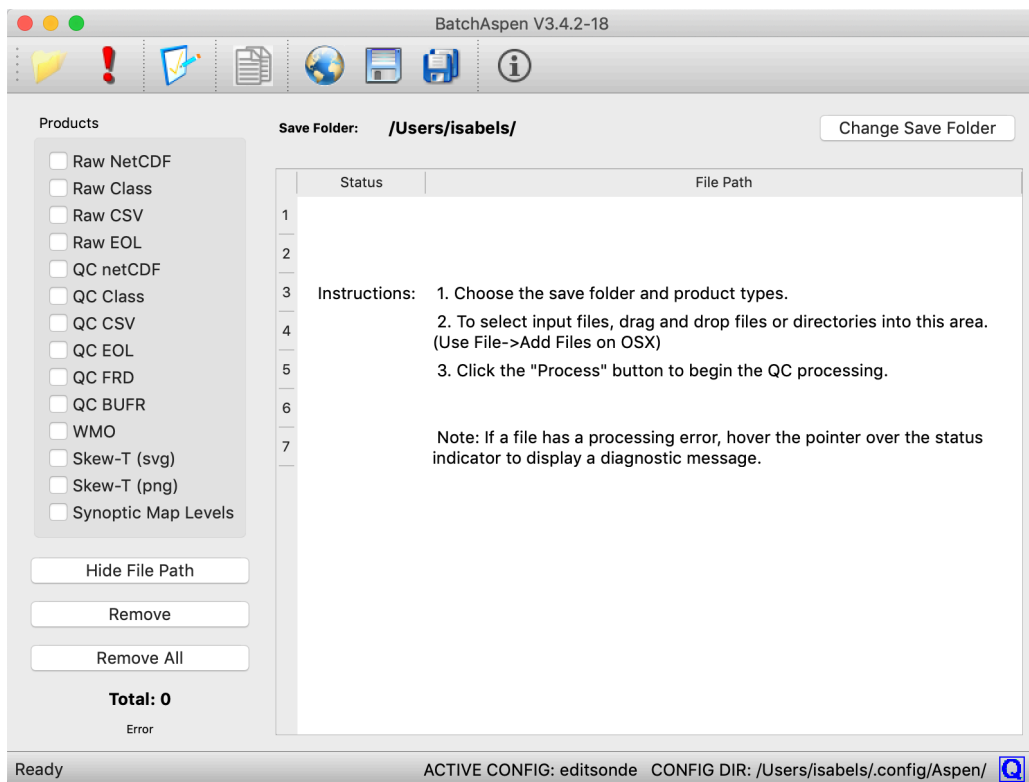 BatchAspen V3.4.2-18
Products
Save Folder: /Users/isabels/
Change Save Folder
Raw NetCDF
Raw Class
Raw CSV
Raw EOL
QC netCDF
QC Class
QC CSV
QC EOL
QC FRD
QC BUFR
WMO
Skew-T (svg)
Skew-T (png)
Synoptic Map Levels
Hide File Path
Remove
Remove All
Total: 0
Error
Status File Path
1
2
3 Instructions: 1. Choose the save folder and product types.
4 2. To select input files, drag and drop files or directories into this area.
(Use File->Add Files on OSX)
5 3. Click the "Process" button to begin the QC processing.
6
7 Note: If a file has a processing error, hover the pointer over the status
indicator to display a diagnostic message.
Ready ACTIVE CONFIG: editsonde CONFIG DIR: /Users/isabels/.config/Aspen/ Q